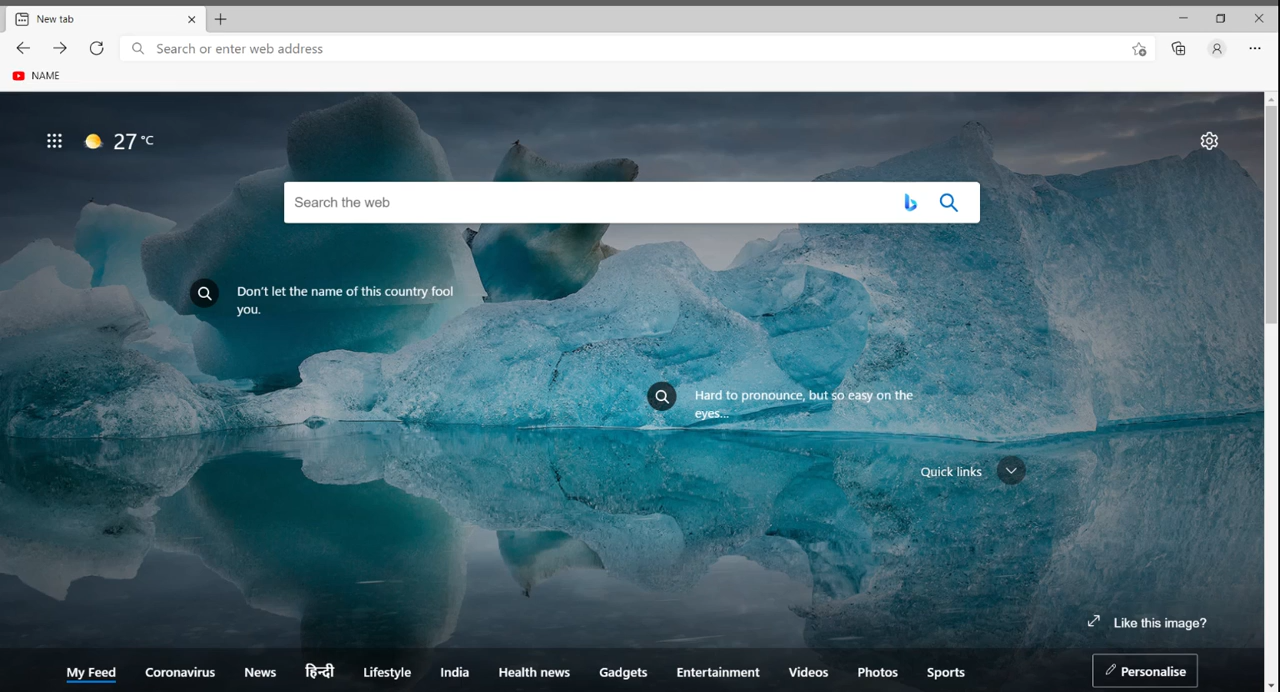 New tab
Search or enter web address
NAME
27 °C
Search the web
Don't let the name of this country fool
you.
Hard to pronounce, but so easy on the
eyes...
Quick links
Like this image?
My Feed Coronavirus News हिन्दी Lifestyle India Health news Gadgets Entertainment Videos Photos Sports Personalise